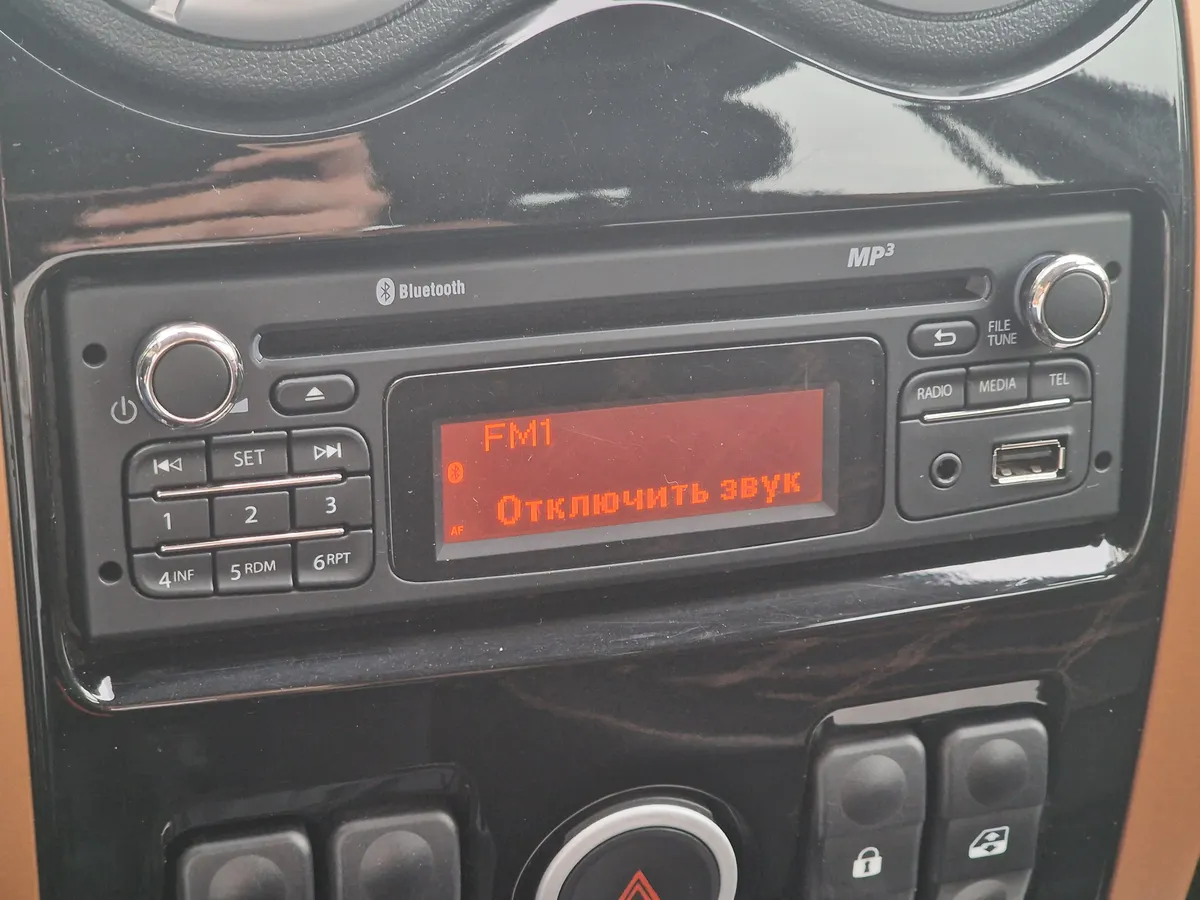 Bluetooth
MP3
FILE
TUNE
RADIO MEDIA TEL
SET
1 2 3
4INF 5RDM 6RPT
FM1
Отключить звук
AF